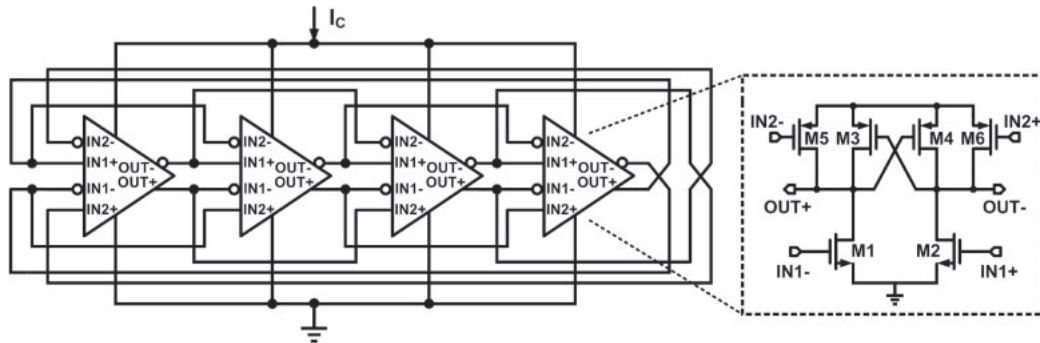 I_C
IN2-
IN1+
IN1-
IN2+
OUT-
OUT+
IN2-
IN1+
IN1-
IN2+
OUT-
OUT+
IN2-
IN1+
IN1-
IN2+
OUT-
OUT+
IN2-
IN1+
IN1-
IN2+
OUT-
OUT+
IN2- M5 M3 M4 M6 IN2+
OUT+ OUT-
M1 M2
IN1- IN1+